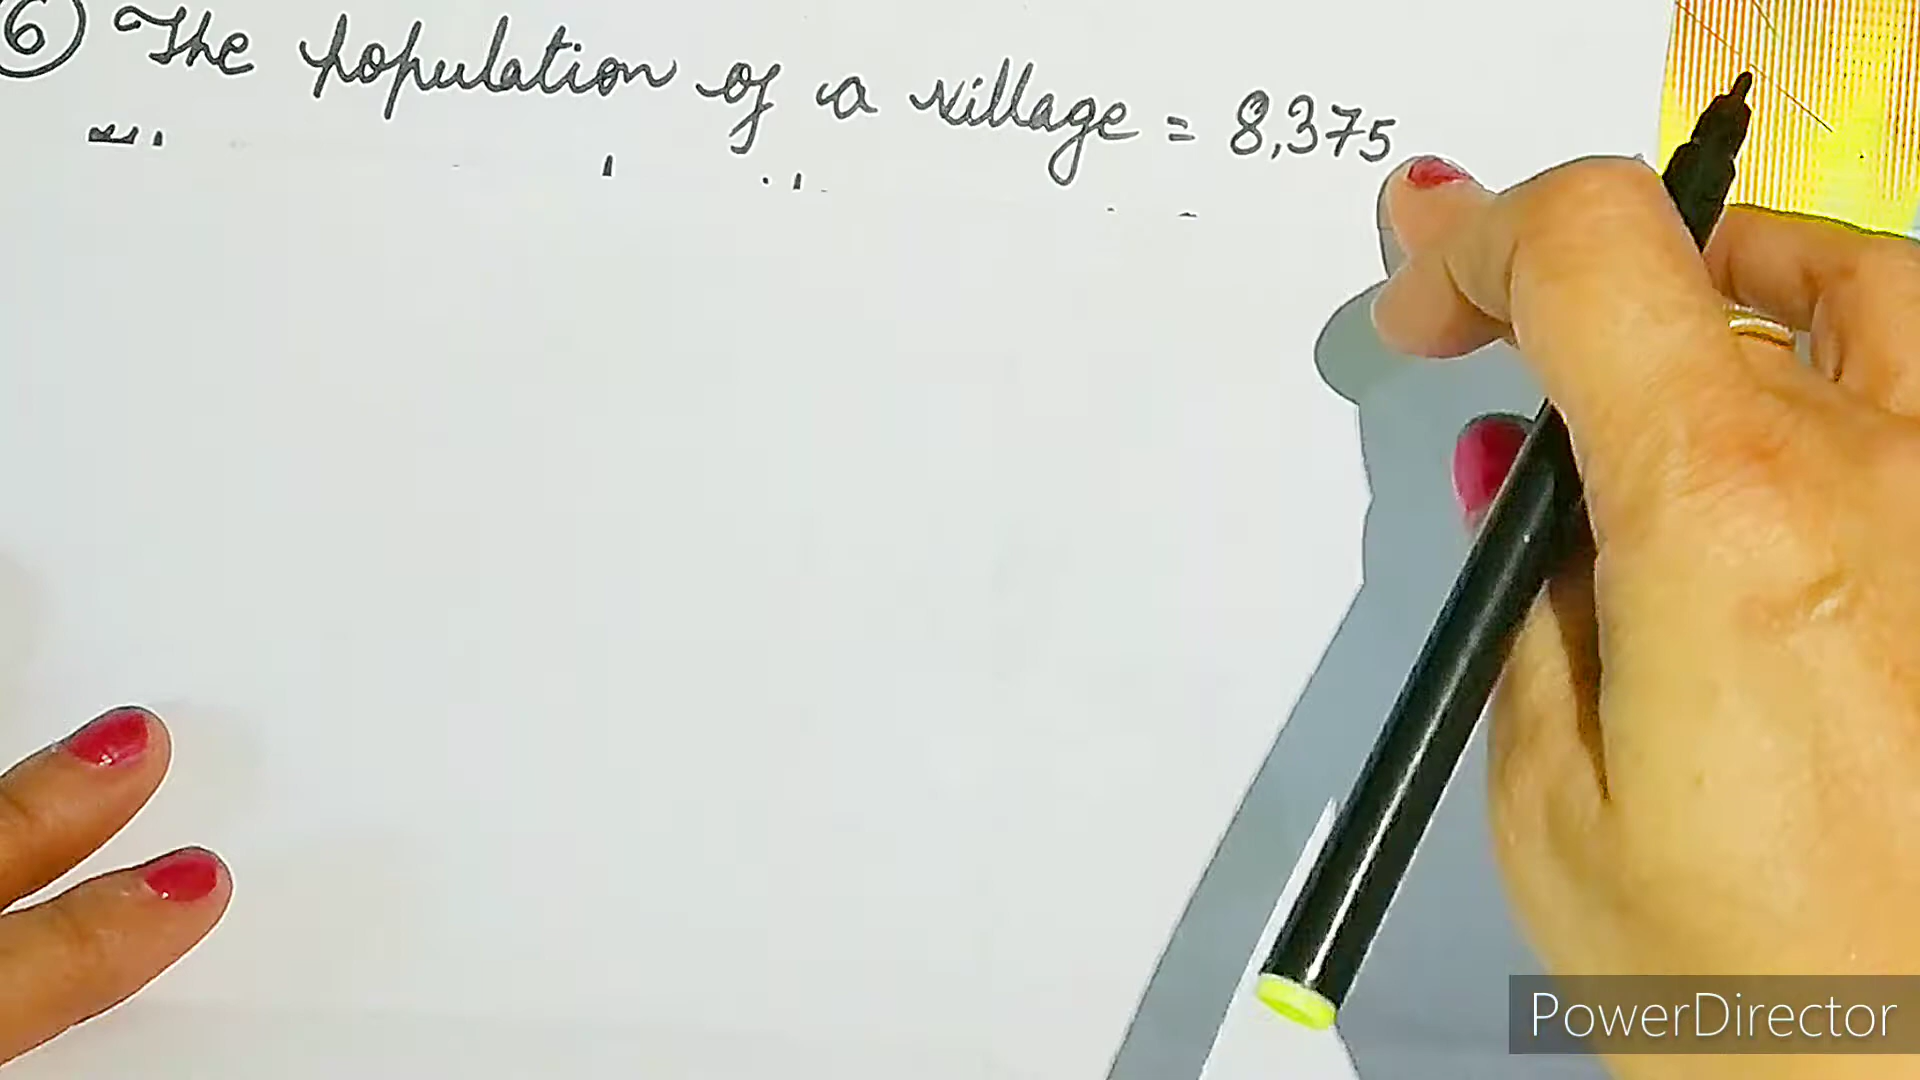 ⑥ The population of a village = 8,375
PowerDirector